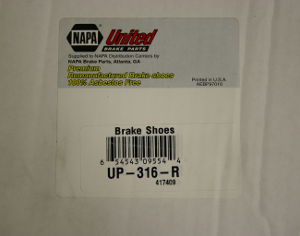 NAPA United
BRAKE PARTS
Supplied to NAPA Distribution Centers by
NAPA Brake Parts, Atlanta, GA
Premium
Remanufactured Brake shoes
100% Asbestos Free
Printed in U.S.A.
Brake Shoes
6 54543 09554 4
UP-316-R
417409